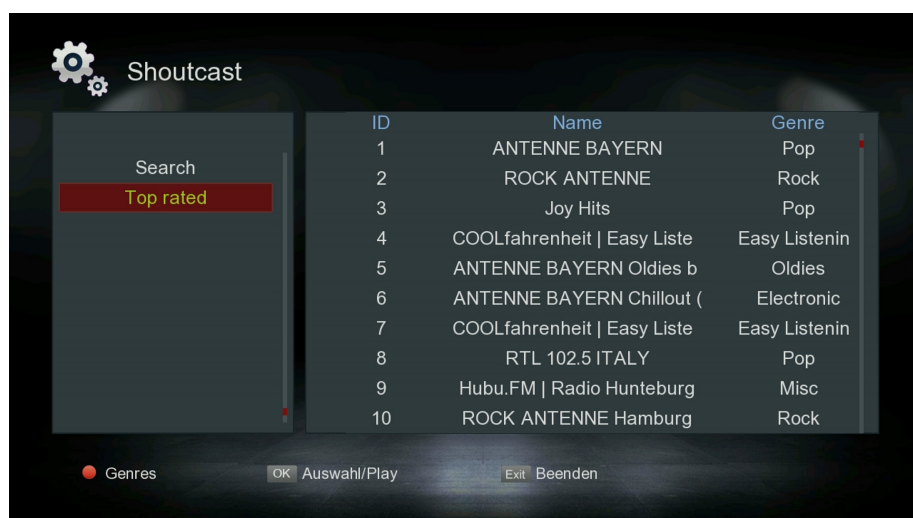 Shoutcast
Search
Top rated
ID Name Genre
1 ANTENNE BAYERN Pop
2 ROCK ANTENNE Rock
3 Joy Hits Pop
4 COOLfahrenheit | Easy Liste Easy Listenin
5 ANTENNE BAYERN Oldies b Oldies
6 ANTENNE BAYERN Chillout ( Electronic
7 COOLfahrenheit | Easy Liste Easy Listenin
8 RTL 102.5 ITALY Pop
9 Hubu.FM | Radio Hunteburg Misc
10 ROCK ANTENNE Hamburg Rock
Genres OK Auswahl/Play Exit Beenden